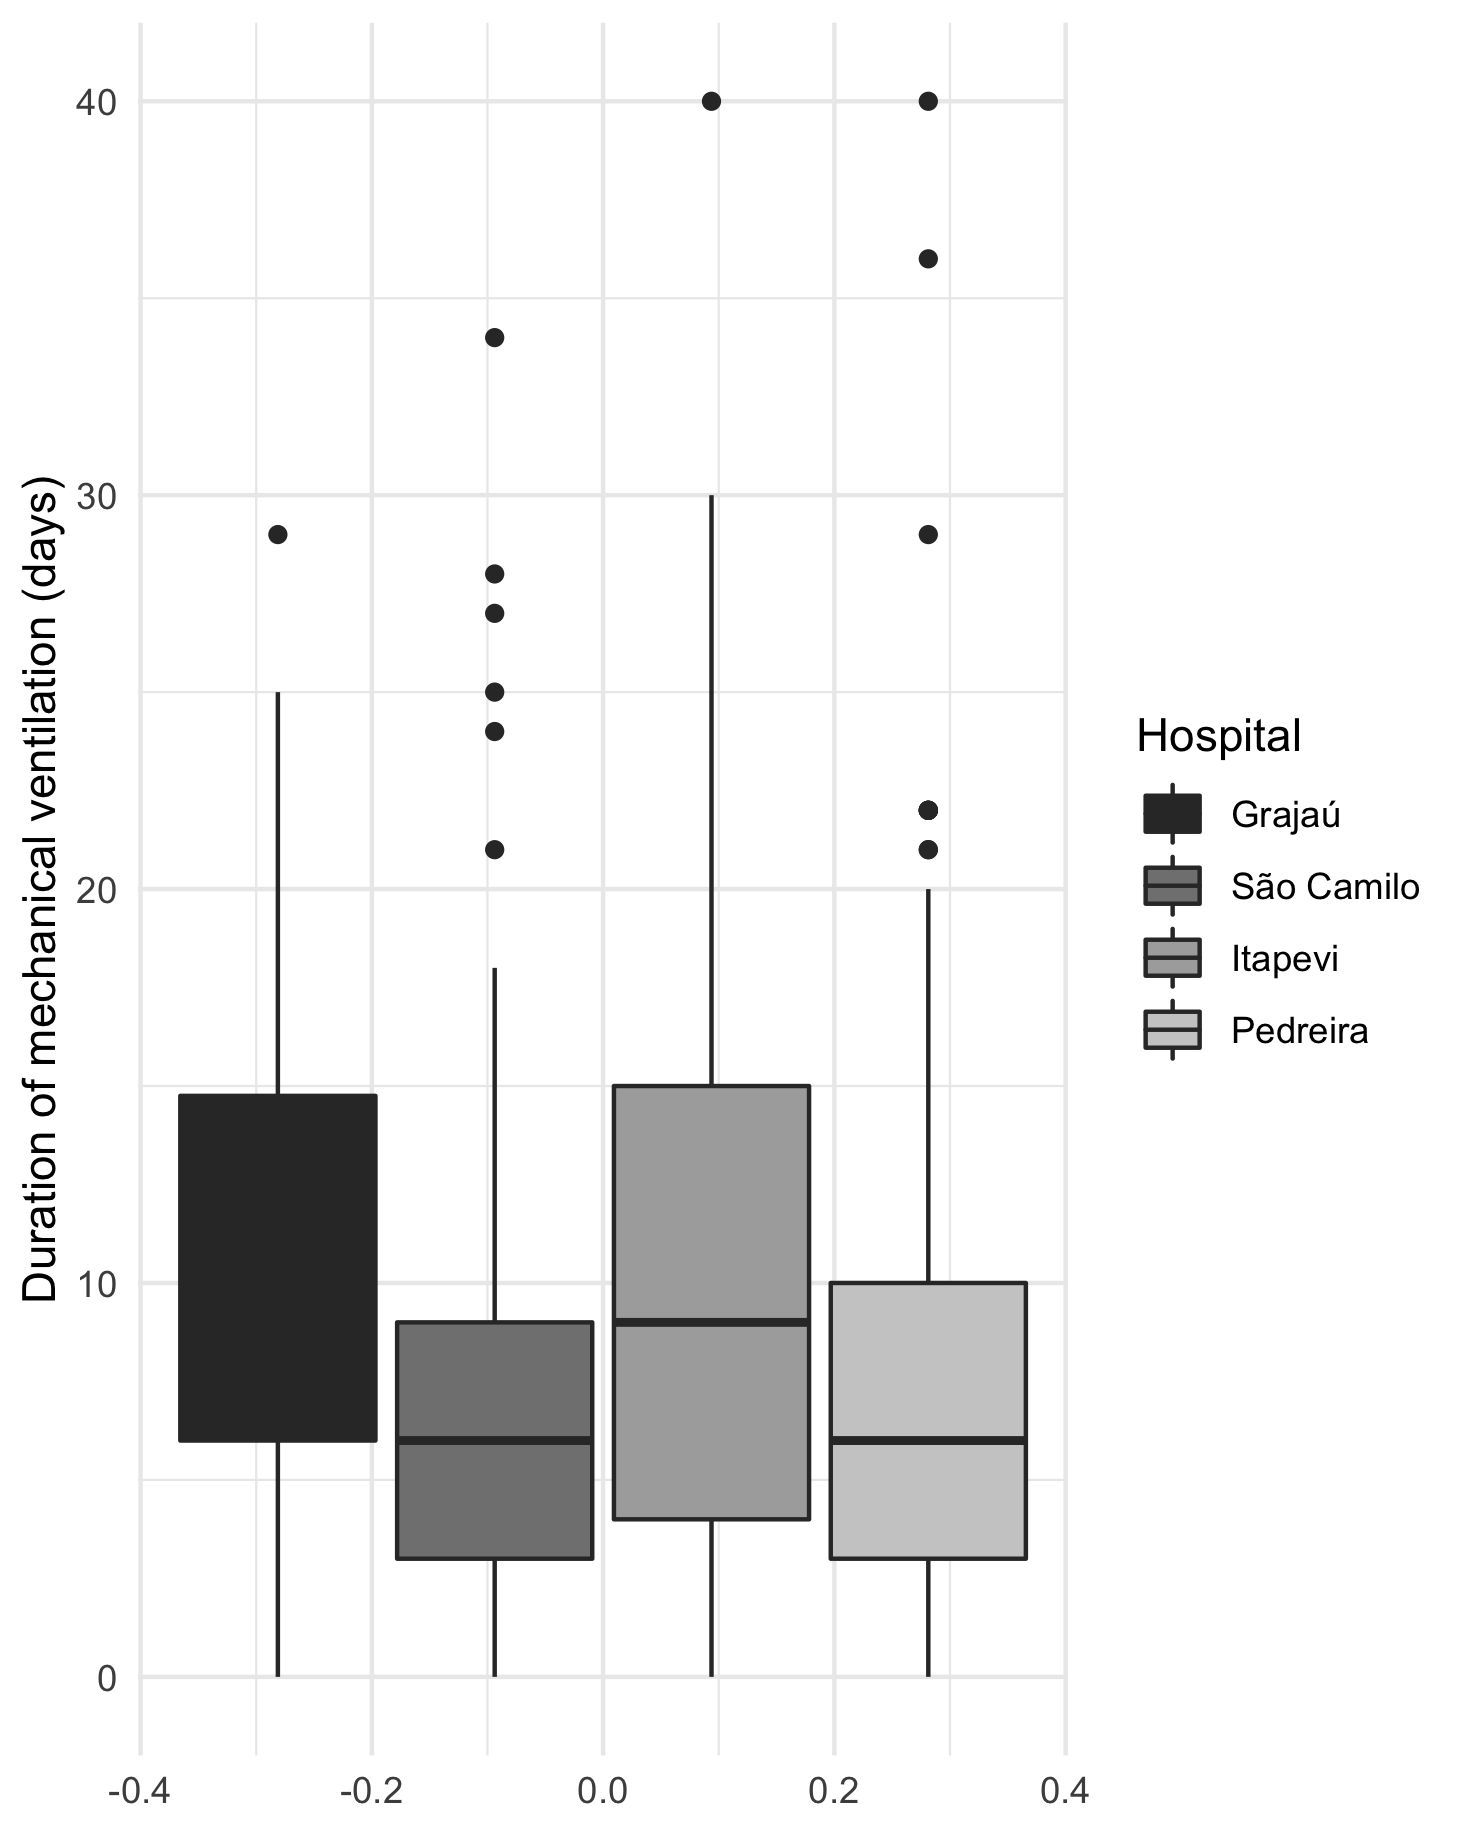 Duration of mechanical ventilation (days)
40
30
20
10
0
-0.4
-0.2
0.0
0.2
0.4
Hospital
Grajaú
São Camilo
Itapevi
Pedreira